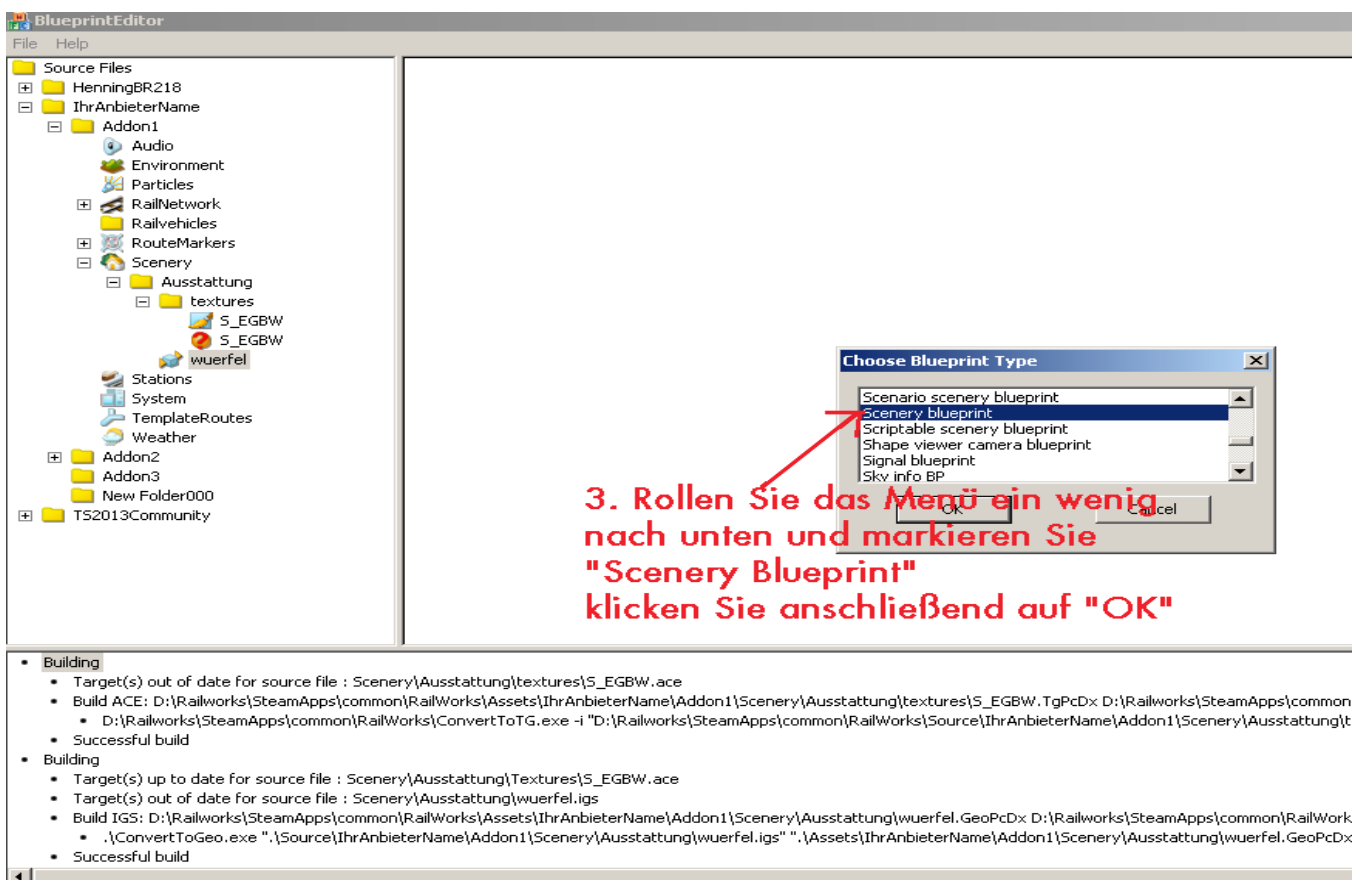 BlueprintEditor
File Help
Source Files
HenningBR218
IhrAnbieterName
Addon1
Audio
Environment
Particles
RailNetwork
Railvehicles
RouteMarkers
Scenery
Ausstattung
textures
S_EGBW
S_EGBW
wuerfel
Stations
System
TemplateRoutes
Weather
Addon2
Addon3
New Folder000
TS2013Community
Choose Blueprint Type
Scenario scenery blueprint
Scenery blueprint
Scriptable scenery blueprint
Shape viewer camera blueprint
Signal blueprint
Sky info BP
OK Cancel
3. Rollen Sie das Menü ein wenig
nach unten und markieren Sie
"Scenery Blueprint"
klicken Sie anschließend auf "OK"
Building
Target(s) out of date for source file : Scenery\Ausstattung\textures\S_EGBW.ace
Build ACE: D:\Railworks\SteamApps\common\RailWorks\Assets\IhrAnbieterName\Addon1\Scenery\Ausstattung\textures\S_EGBW.TgPcDx D:\Railworks\SteamApps\common
D:\Railworks\SteamApps\common\RailWorks\ConvertToTG.exe -i "D:\Railworks\SteamApps\common\RailWorks\Source\IhrAnbieterName\Addon1\Scenery\Ausstattung\t
Successful build
Building
Target(s) up to date for source file : Scenery\Ausstattung\Textures\S_EGBW.ace
Target(s) out of date for source file : Scenery\Ausstattung\wuerfel.igs
Build IGS: D:\Railworks\SteamApps\common\RailWorks\Assets\IhrAnbieterName\Addon1\Scenery\Ausstattung\wuerfel.GeoPcDx D:\Railworks\SteamApps\common\RailWork
.\ConvertToGeo.exe ".\Source\IhrAnbieterName\Addon1\Scenery\Ausstattung\wuerfel.igs" ".\Assets\IhrAnbieterName\Addon1\Scenery\Ausstattung\wuerfel.GeoPcDx
Successful build